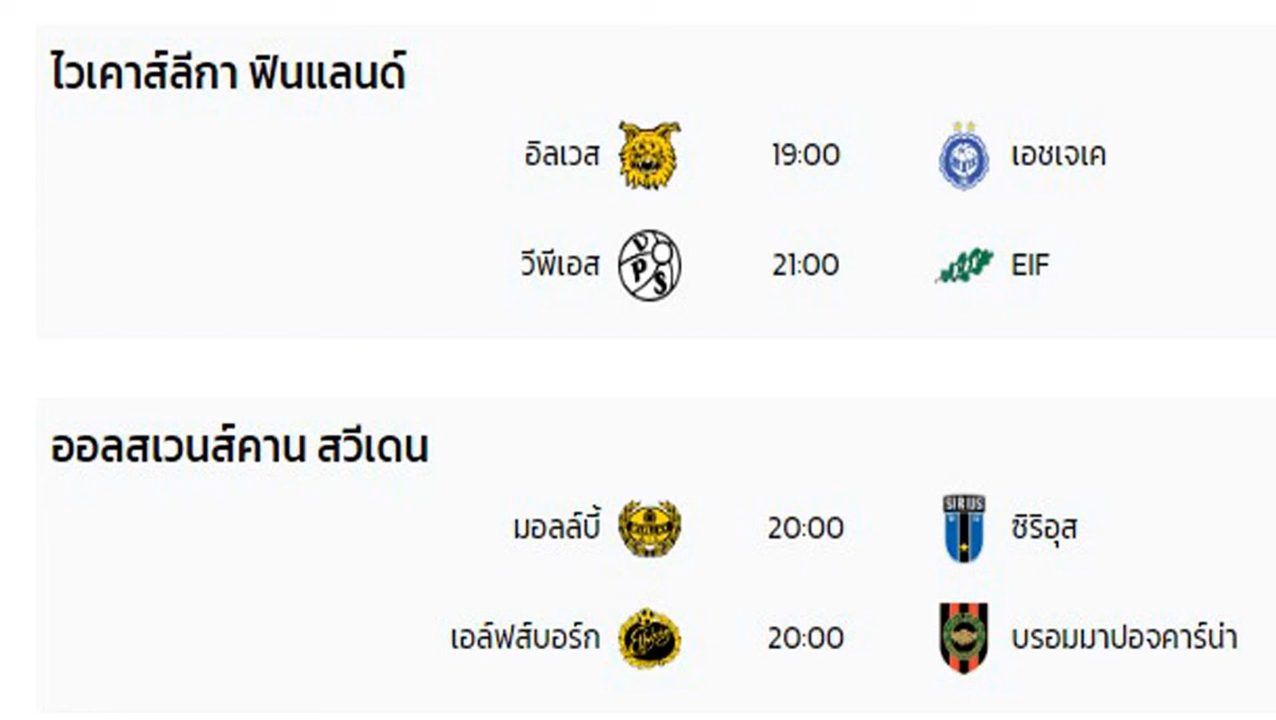 ไวเคาส์ลีกา ฟินแลนด์
อิลเวส 19:00 เอชเจเค
วีพีเอส VPS 21:00 EIF
ออลสเวนส์คาน สวีเดน
มอลล์บี้ 20:00 SIRIUS ซิริอุส
เอล์ฟส์บอร์ก 20:00 บรอมมาปอจคาร์น่า